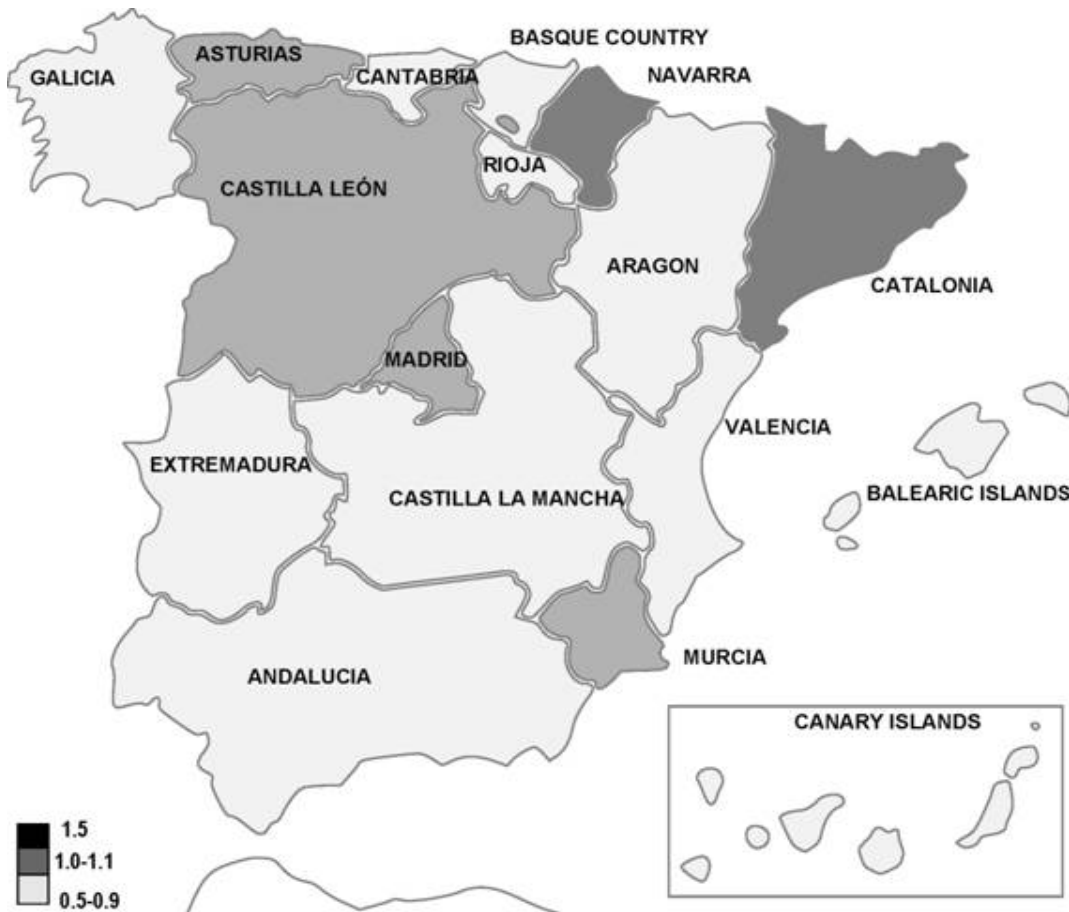 BASQUE COUNTRY
ASTURIAS
GALICIA
CANTABRIA
NAVARRA
RIOJA
CASTILLA LEÓN
ARAGON
CATALONIA
MADRID
VALENCIA
EXTREMADURA
CASTILLA LA MANCHA
BALEARIC ISLANDS
MURCIA
ANDALUCIA
CANARY ISLANDS
1.5
1.0-1.1
0.5-0.9